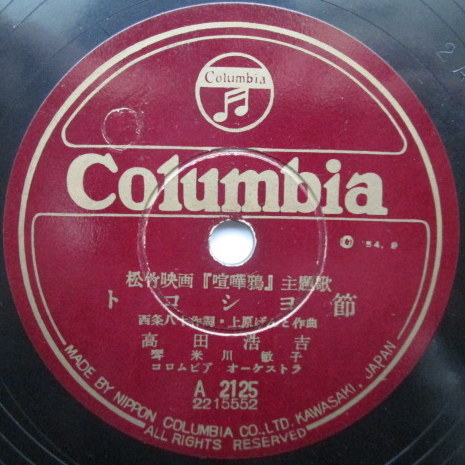 Columbia
Columbia
© '54. 9
松竹映画『喧嘩鴉』主題歌
トコシヨ節
西条八十作詞・上原げんと作曲
高田浩吉
琴 米川敏子
コロムビア オーケストラ
A 2125
2215552
MADE BY NIPPON COLUMBIA CO., LTD. KAWASAKI, JAPAN
ALL RIGHTS RESERVED